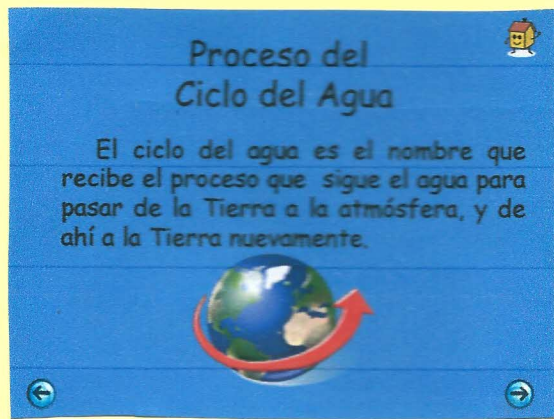 Proceso del
Ciclo del Agua
El ciclo del agua es el nombre que
recibe el proceso que sigue el agua para
pasar de la Tierra a la atmósfera, y de
ahí a la Tierra nuevamente.